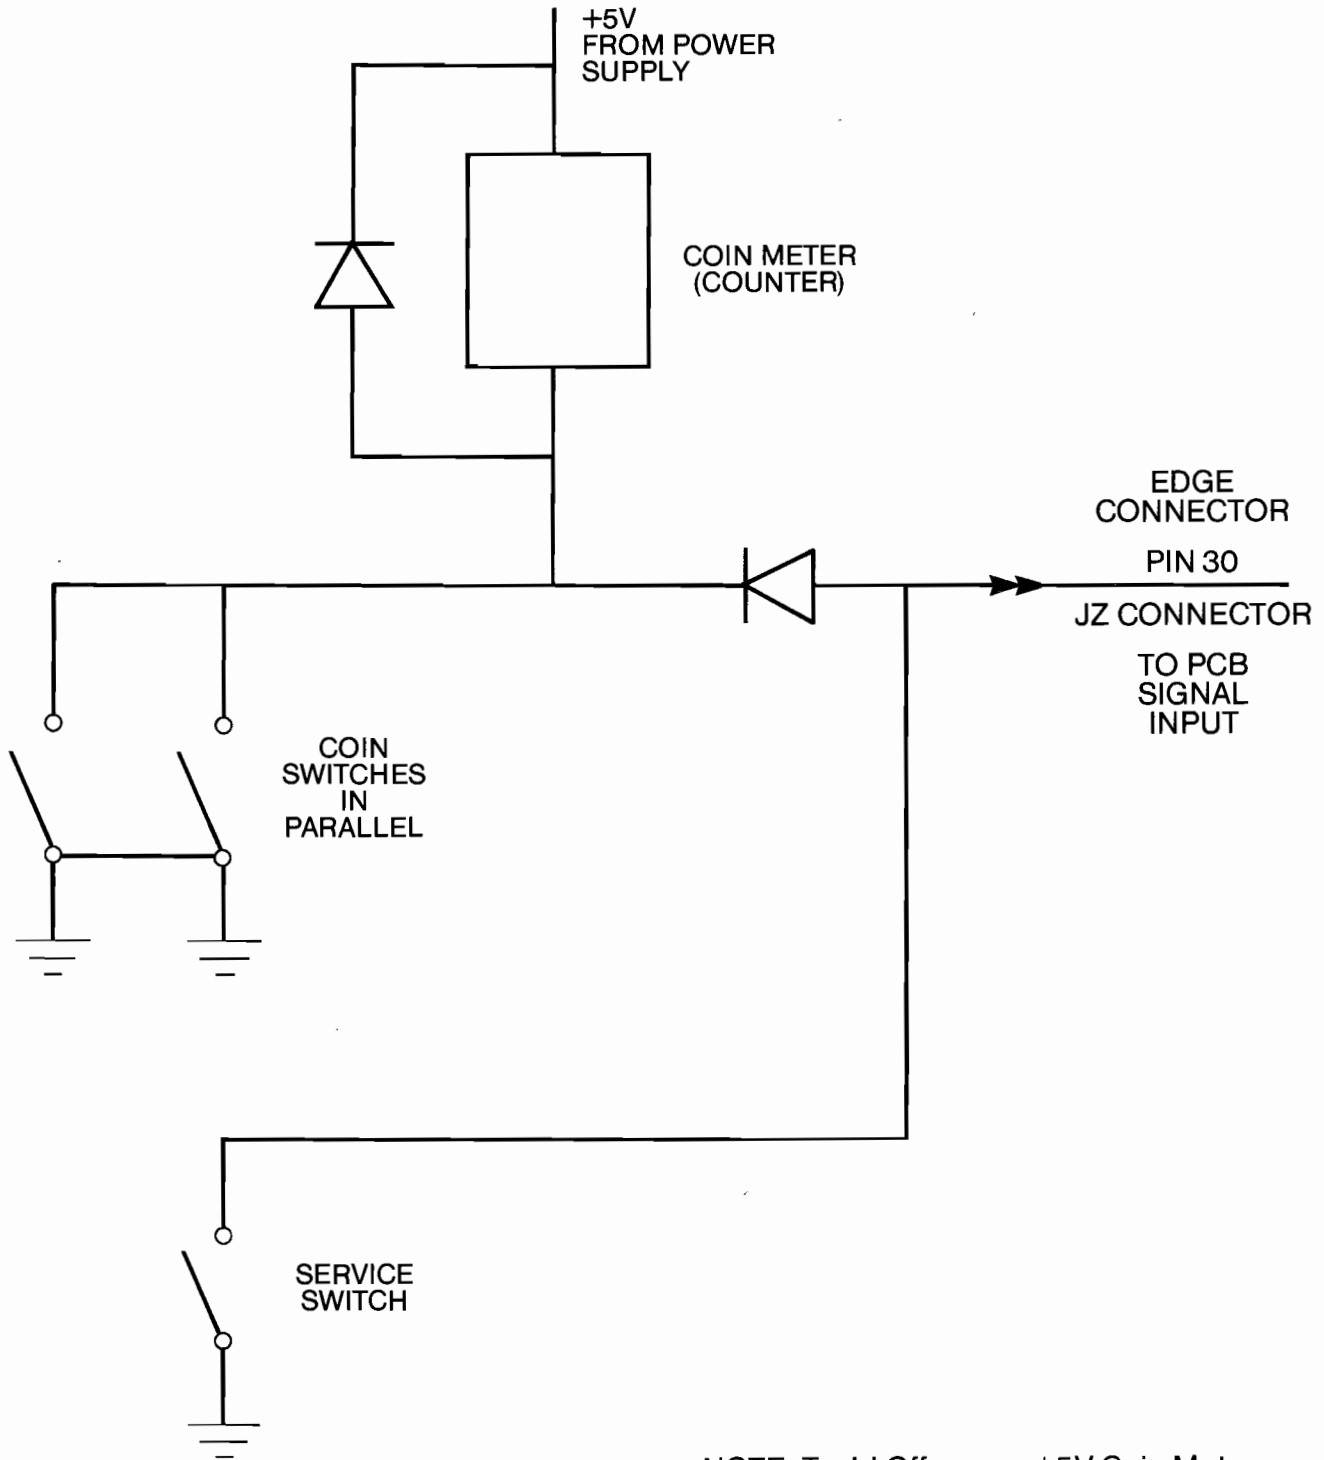 +5V
FROM POWER
SUPPLY
COIN METER
(COUNTER)
EDGE
CONNECTOR
PIN 30
JZ CONNECTOR
TO PCB
SIGNAL
INPUT
COIN
SWITCHES
IN
PARALLEL
SERVICE
SWITCH